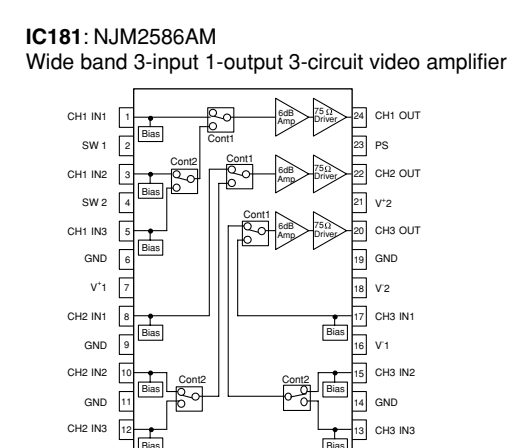 IC181: NJM2586AM
Wide band 3-input 1-output 3-circuit video amplifier
CH1 IN1 1 Bias Cont1 6dB Amp 75Ω Driver 24 CH1 OUT
SW 1 2 23 PS
CH1 IN2 3 Bias Cont2 Cont1 6dB Amp 75Ω Driver 22 CH2 OUT
SW 2 4 21 V+2
CH1 IN3 5 Bias Cont1 6dB Amp 75Ω Driver 20 CH3 OUT
GND 6 19 GND
V+1 7 18 V-2
CH2 IN1 8 Bias Bias 17 CH3 IN1
GND 9 16 V-1
CH2 IN2 10 Bias Cont2 Cont2 Bias 15 CH3 IN2
GND 11 14 GND
CH2 IN3 12 Bias Bias 13 CH3 IN3